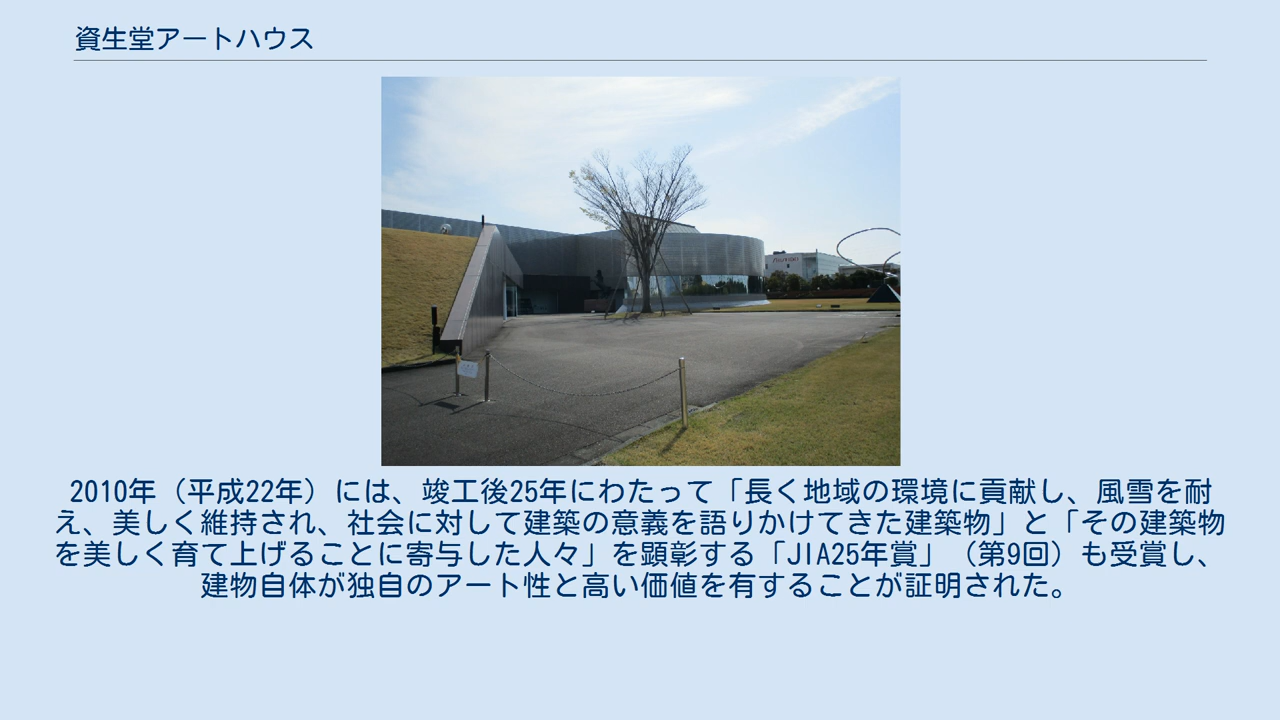 資生堂アートハウス
2010年（平成22年）には、竣工後25年にわたって「長く地域の環境に貢献し、風雪を耐
え、美しく維持され、社会に対して建築の意義を語りかけてきた建築物」と「その建築物
を美しく育て上げることに寄与した人々」を顕彰する「JIA25年賞」（第9回）も受賞し、
建物自体が独自のアート性と高い価値を有することが証明された。